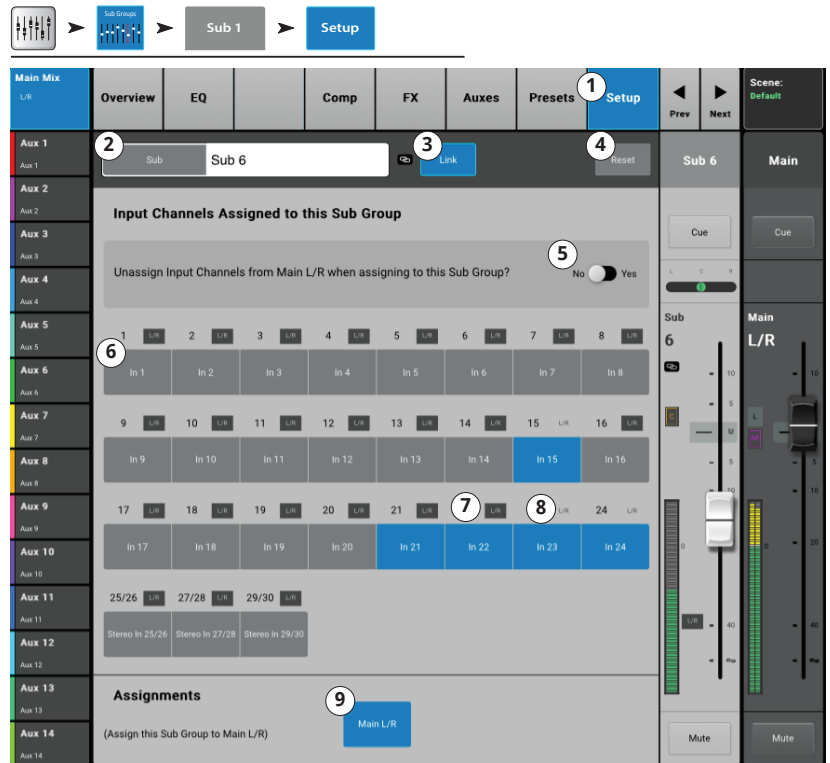 Sub Groups
Sub 1
Setup
Main Mix
L/R
Overview
EQ
Comp
FX
Auxes
Presets
1
Setup
Prev
Next
Scene:
Default
Aux 1
Aux 1
Aux 2
Aux 2
Aux 3
Aux 3
Aux 4
Aux 4
Aux 5
Aux 5
Aux 6
Aux 6
Aux 7
Aux 7
Aux 8
Aux 8
Aux 9
Aux 9
Aux 10
Aux 10
Aux 11
Aux 11
Aux 12
Aux 12
Aux 13
Aux 13
Aux 14
Aux 14
2
Sub
Sub 6
3
Link
4
Reset
Input Channels Assigned to this Sub Group
Unassign Input Channels from Main L/R when assigning to this Sub Group?
5
No
Yes
1 L/R 2 L/R 3 L/R 4 L/R 5 L/R 6 L/R 7 L/R 8 L/R
6
In 1 In 2 In 3 In 4 In 5 In 6 In 7 In 8
9 L/R 10 L/R 11 L/R 12 L/R 13 L/R 14 L/R 15 L/R 16 L/R
In 9 In 10 In 11 In 12 In 13 In 14 In 15 In 16
17 L/R 18 L/R 19 L/R 20 L/R 21 L/R 7 L/R 8 L/R 24 L/R
In 17 In 18 In 19 In 20 In 21 In 22 In 23 In 24
25/26 L/R 27/28 L/R 29/30 L/R
Stereo In 25/26 Stereo In 27/28 Stereo In 29/30
Assignments
(Assign this Sub Group to Main L/R)
9
Main L/R
Sub 6
Cue
L C R
Sub
6
10
5
C
U
5
10
0
L/R
40
Mute
Main
Cue
Main
L/R
10
L
M
5
10
0
20
40
Mute